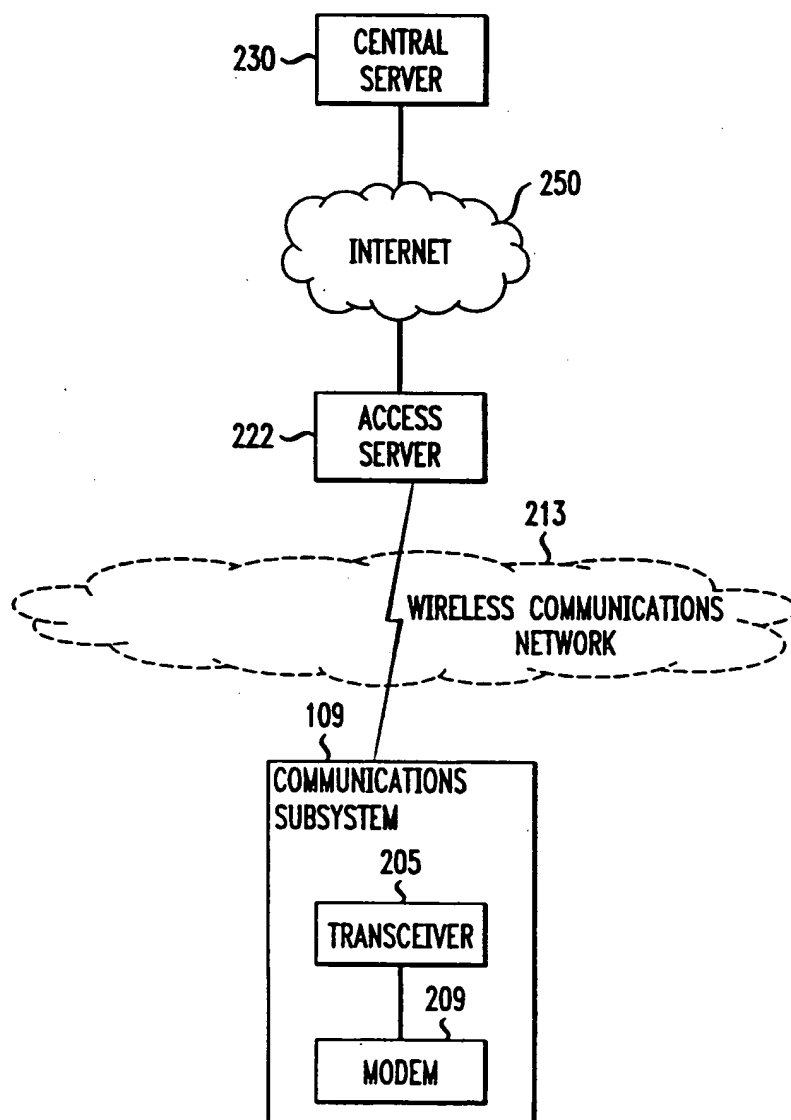 230
CENTRAL
SERVER
250
INTERNET
222
ACCESS
SERVER
213
WIRELESS COMMUNICATIONS
NETWORK
109
COMMUNICATIONS
SUBSYSTEM
205
TRANSCEIVER
209
MODEM